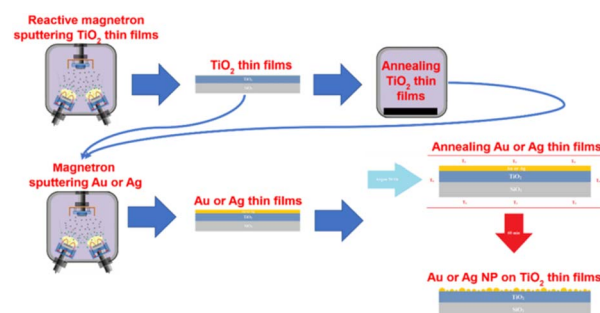 Reactive magnetron
sputtering TiO2 thin films
TiO2 thin films
TiO2
SiO2
Annealing
TiO2 thin
films
Magnetron
sputtering Au or Ag
Au or Ag thin films
TiO2
SiO2
Annealing Au or Ag thin films
TiO2
SiO2
Au or Ag NP on TiO2 thin films
TiO2
SiO2